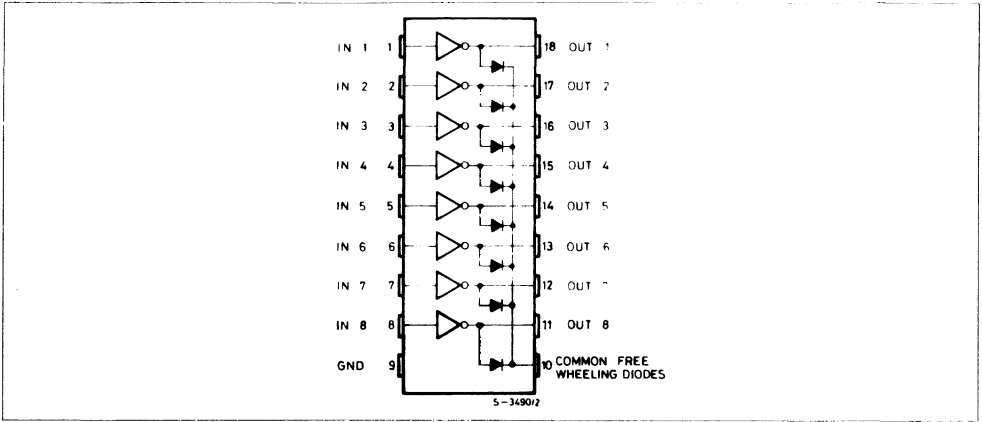 IN 1 1 18 OUT 1
IN 2 2 17 OUT 2
IN 3 3 16 OUT 3
IN 4 4 15 OUT 4
IN 5 5 14 OUT 5
IN 6 6 13 OUT 6
IN 7 7 12 OUT
IN 8 8 11 OUT 8
GND 9 10 COMMON FREE
WHEELING DIODES
S-3490/2